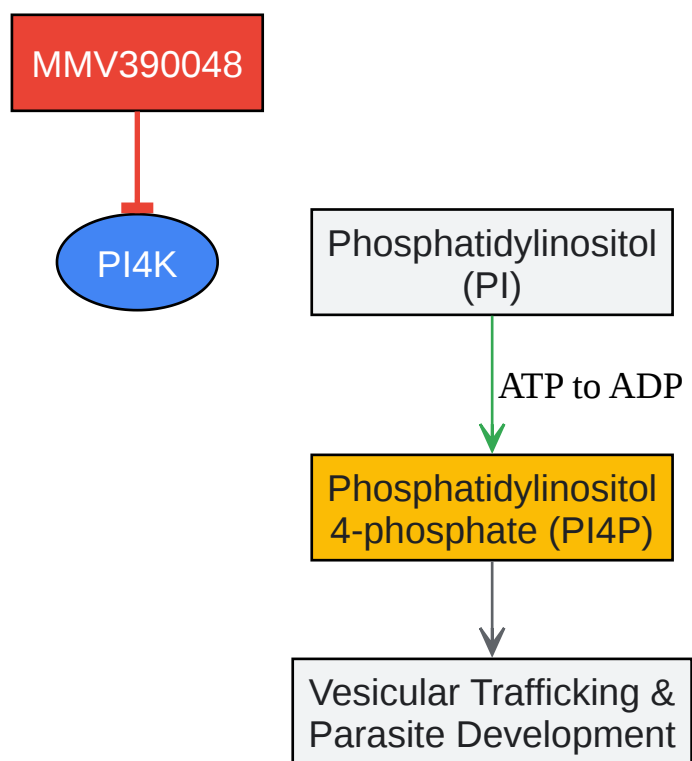 MMV390048
PI4K
Phosphatidylinositol
(PI)
ATP to ADP
Phosphatidylinositol
4-phosphate (PI4P)
Vesicular Trafficking &
Parasite Development